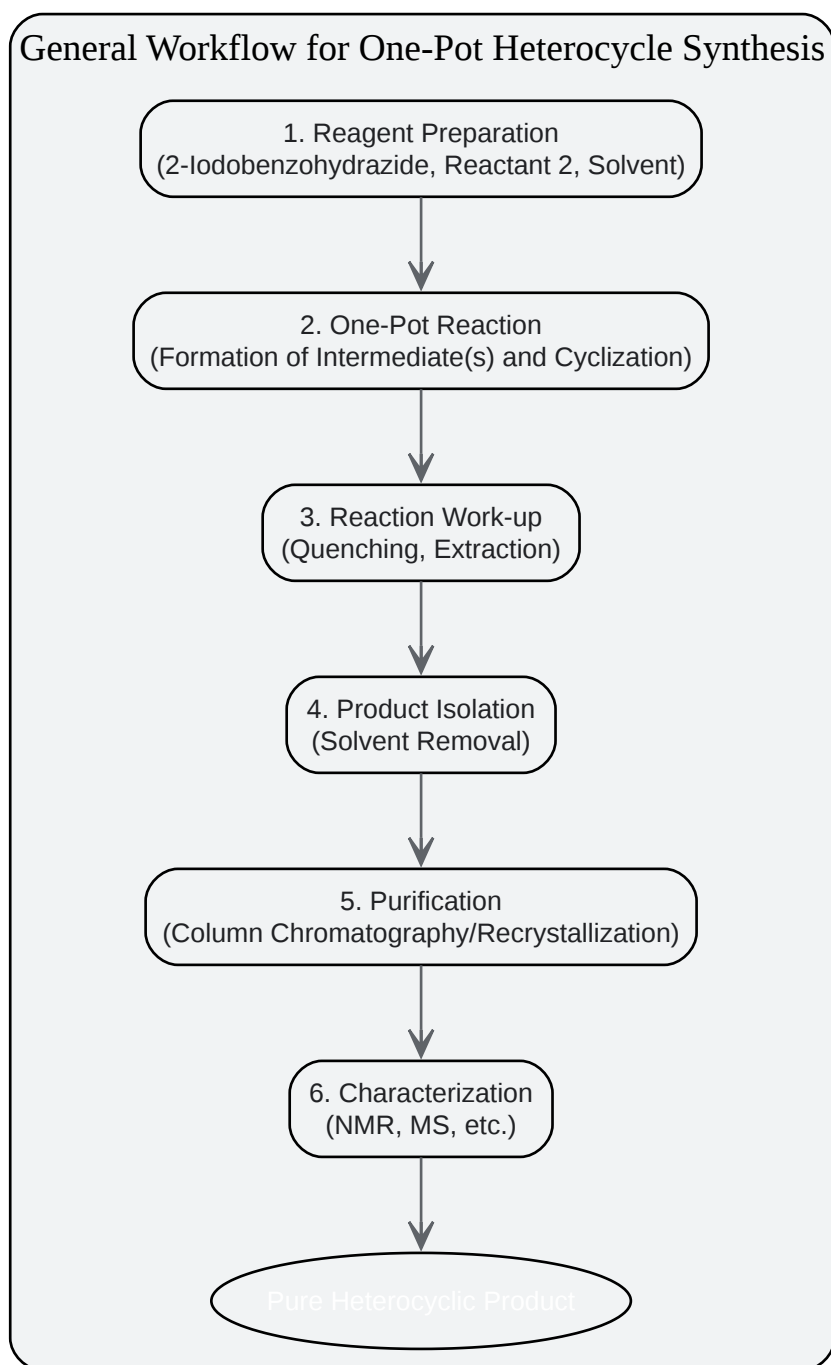 General Workflow for One-Pot Heterocycle Synthesis
1. Reagent Preparation
(2-Iodobenzohydrazide, Reactant 2, Solvent)
2. One-Pot Reaction
(Formation of Intermediate(s) and Cyclization)
3. Reaction Work-up
(Quenching, Extraction)
4. Product Isolation
(Solvent Removal)
5. Purification
(Column Chromatography/Recrystallization)
6. Characterization
(NMR, MS, etc.)
Pure Heterocyclic Product